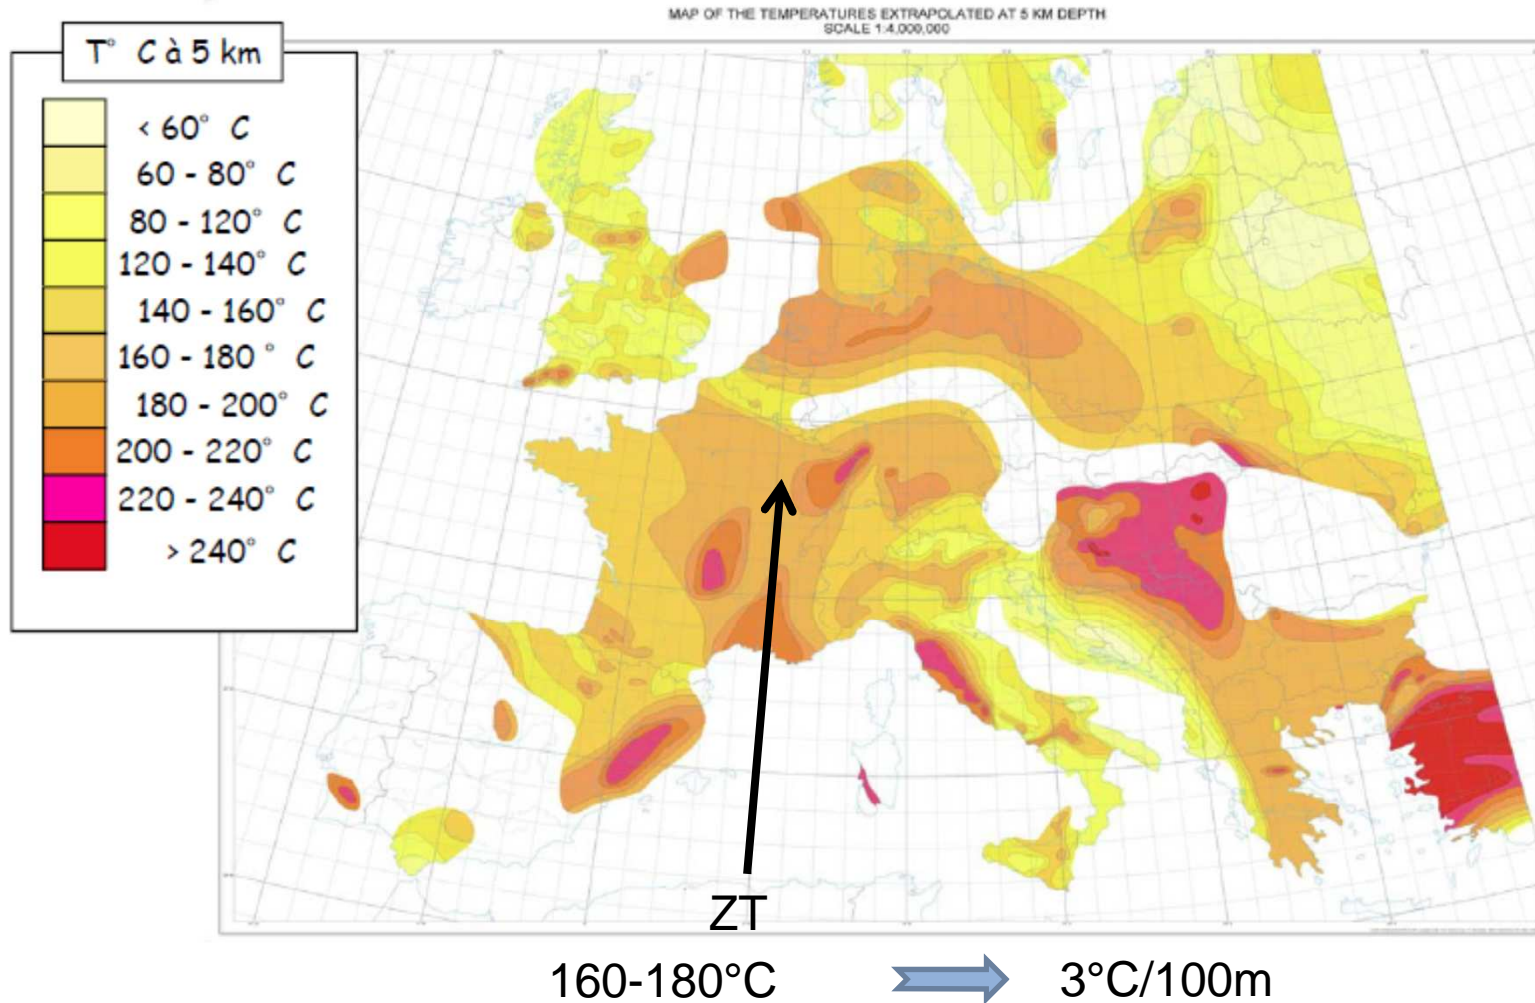 MAP OF THE TEMPERATURES EXTRAPOLATED AT 5 KM DEPTH
SCALE 1:4,000,000
T° C à 5 km
< 60° C
60 - 80° C
80 - 120° C
120 - 140° C
140 - 160° C
160 - 180 ° C
180 - 200° C
200 - 220° C
220 - 240° C
> 240° C
ZT
160-180°C 3°C/100m